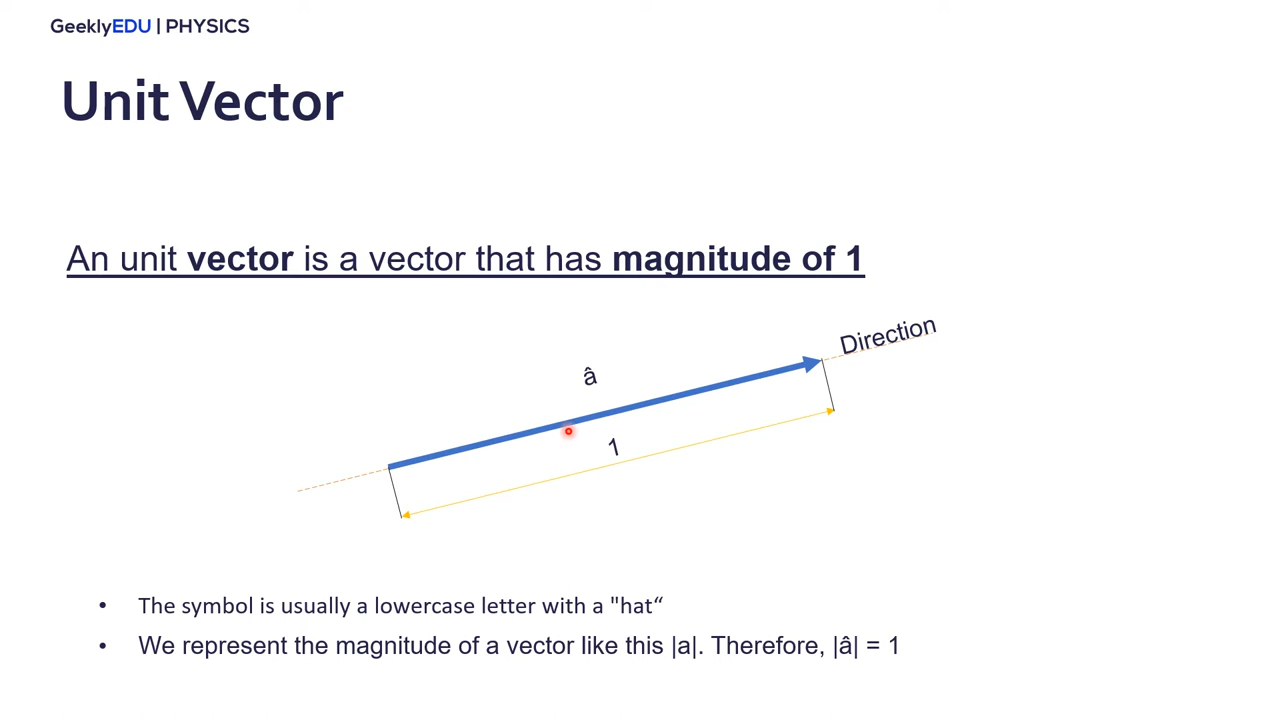 GeeklyEDU | PHYSICS
Unit Vector
An unit vector is a vector that has magnitude of 1
Direction
â
1
• The symbol is usually a lowercase letter with a "hat“
• We represent the magnitude of a vector like this |a|. Therefore, |â| = 1